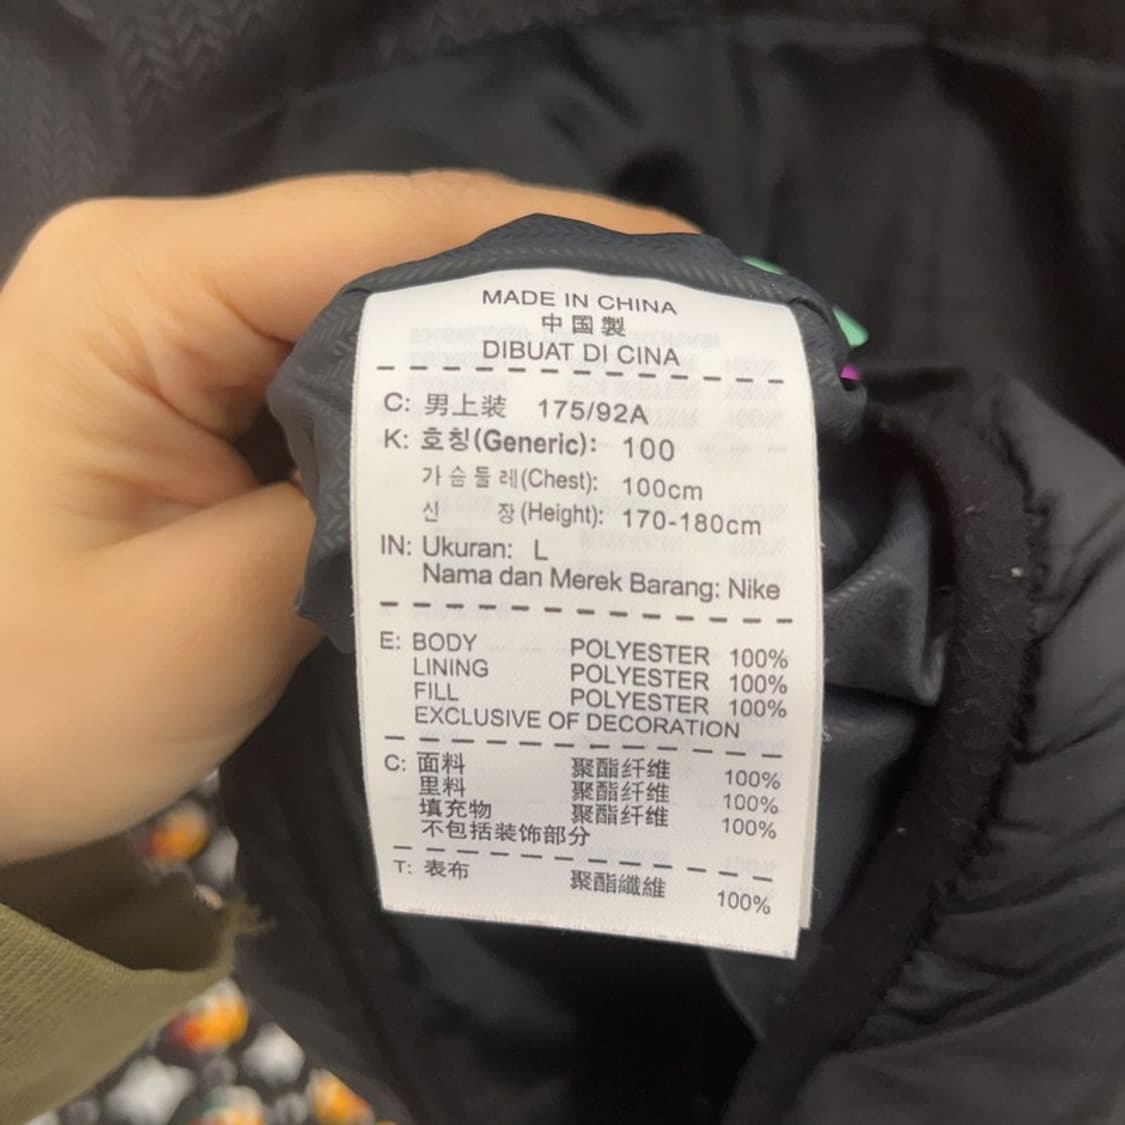 MADE IN CHINA
中国製
DIBUAT DI CINA
C: 男上装 175/92A
K: 호칭(Generic): 100
가슴둘레(Chest): 100cm
신 장(Height): 170-180cm
IN: Ukuran: L
Nama dan Merek Barang: Nike
E: BODY POLYESTER 100%
LINING POLYESTER 100%
FILL POLYESTER 100%
EXCLUSIVE OF DECORATION
C: 面料 聚酯纤维 100%
里料 聚酯纤维 100%
填充物 聚酯纤维 100%
不包括装饰部分
T: 表布 聚酯纖維 100%